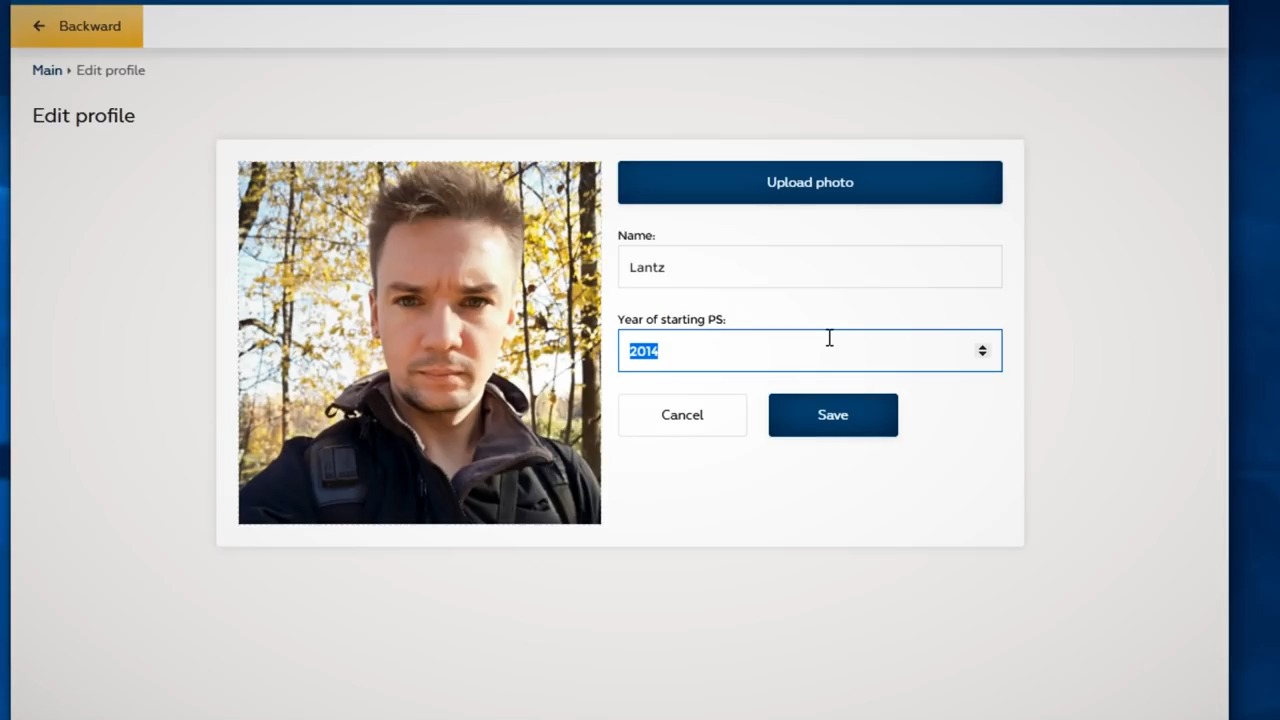 Backward
Main › Edit profile
Edit profile
Upload photo
Name:
Lantz
Year of starting PS:
2014
Cancel
Save